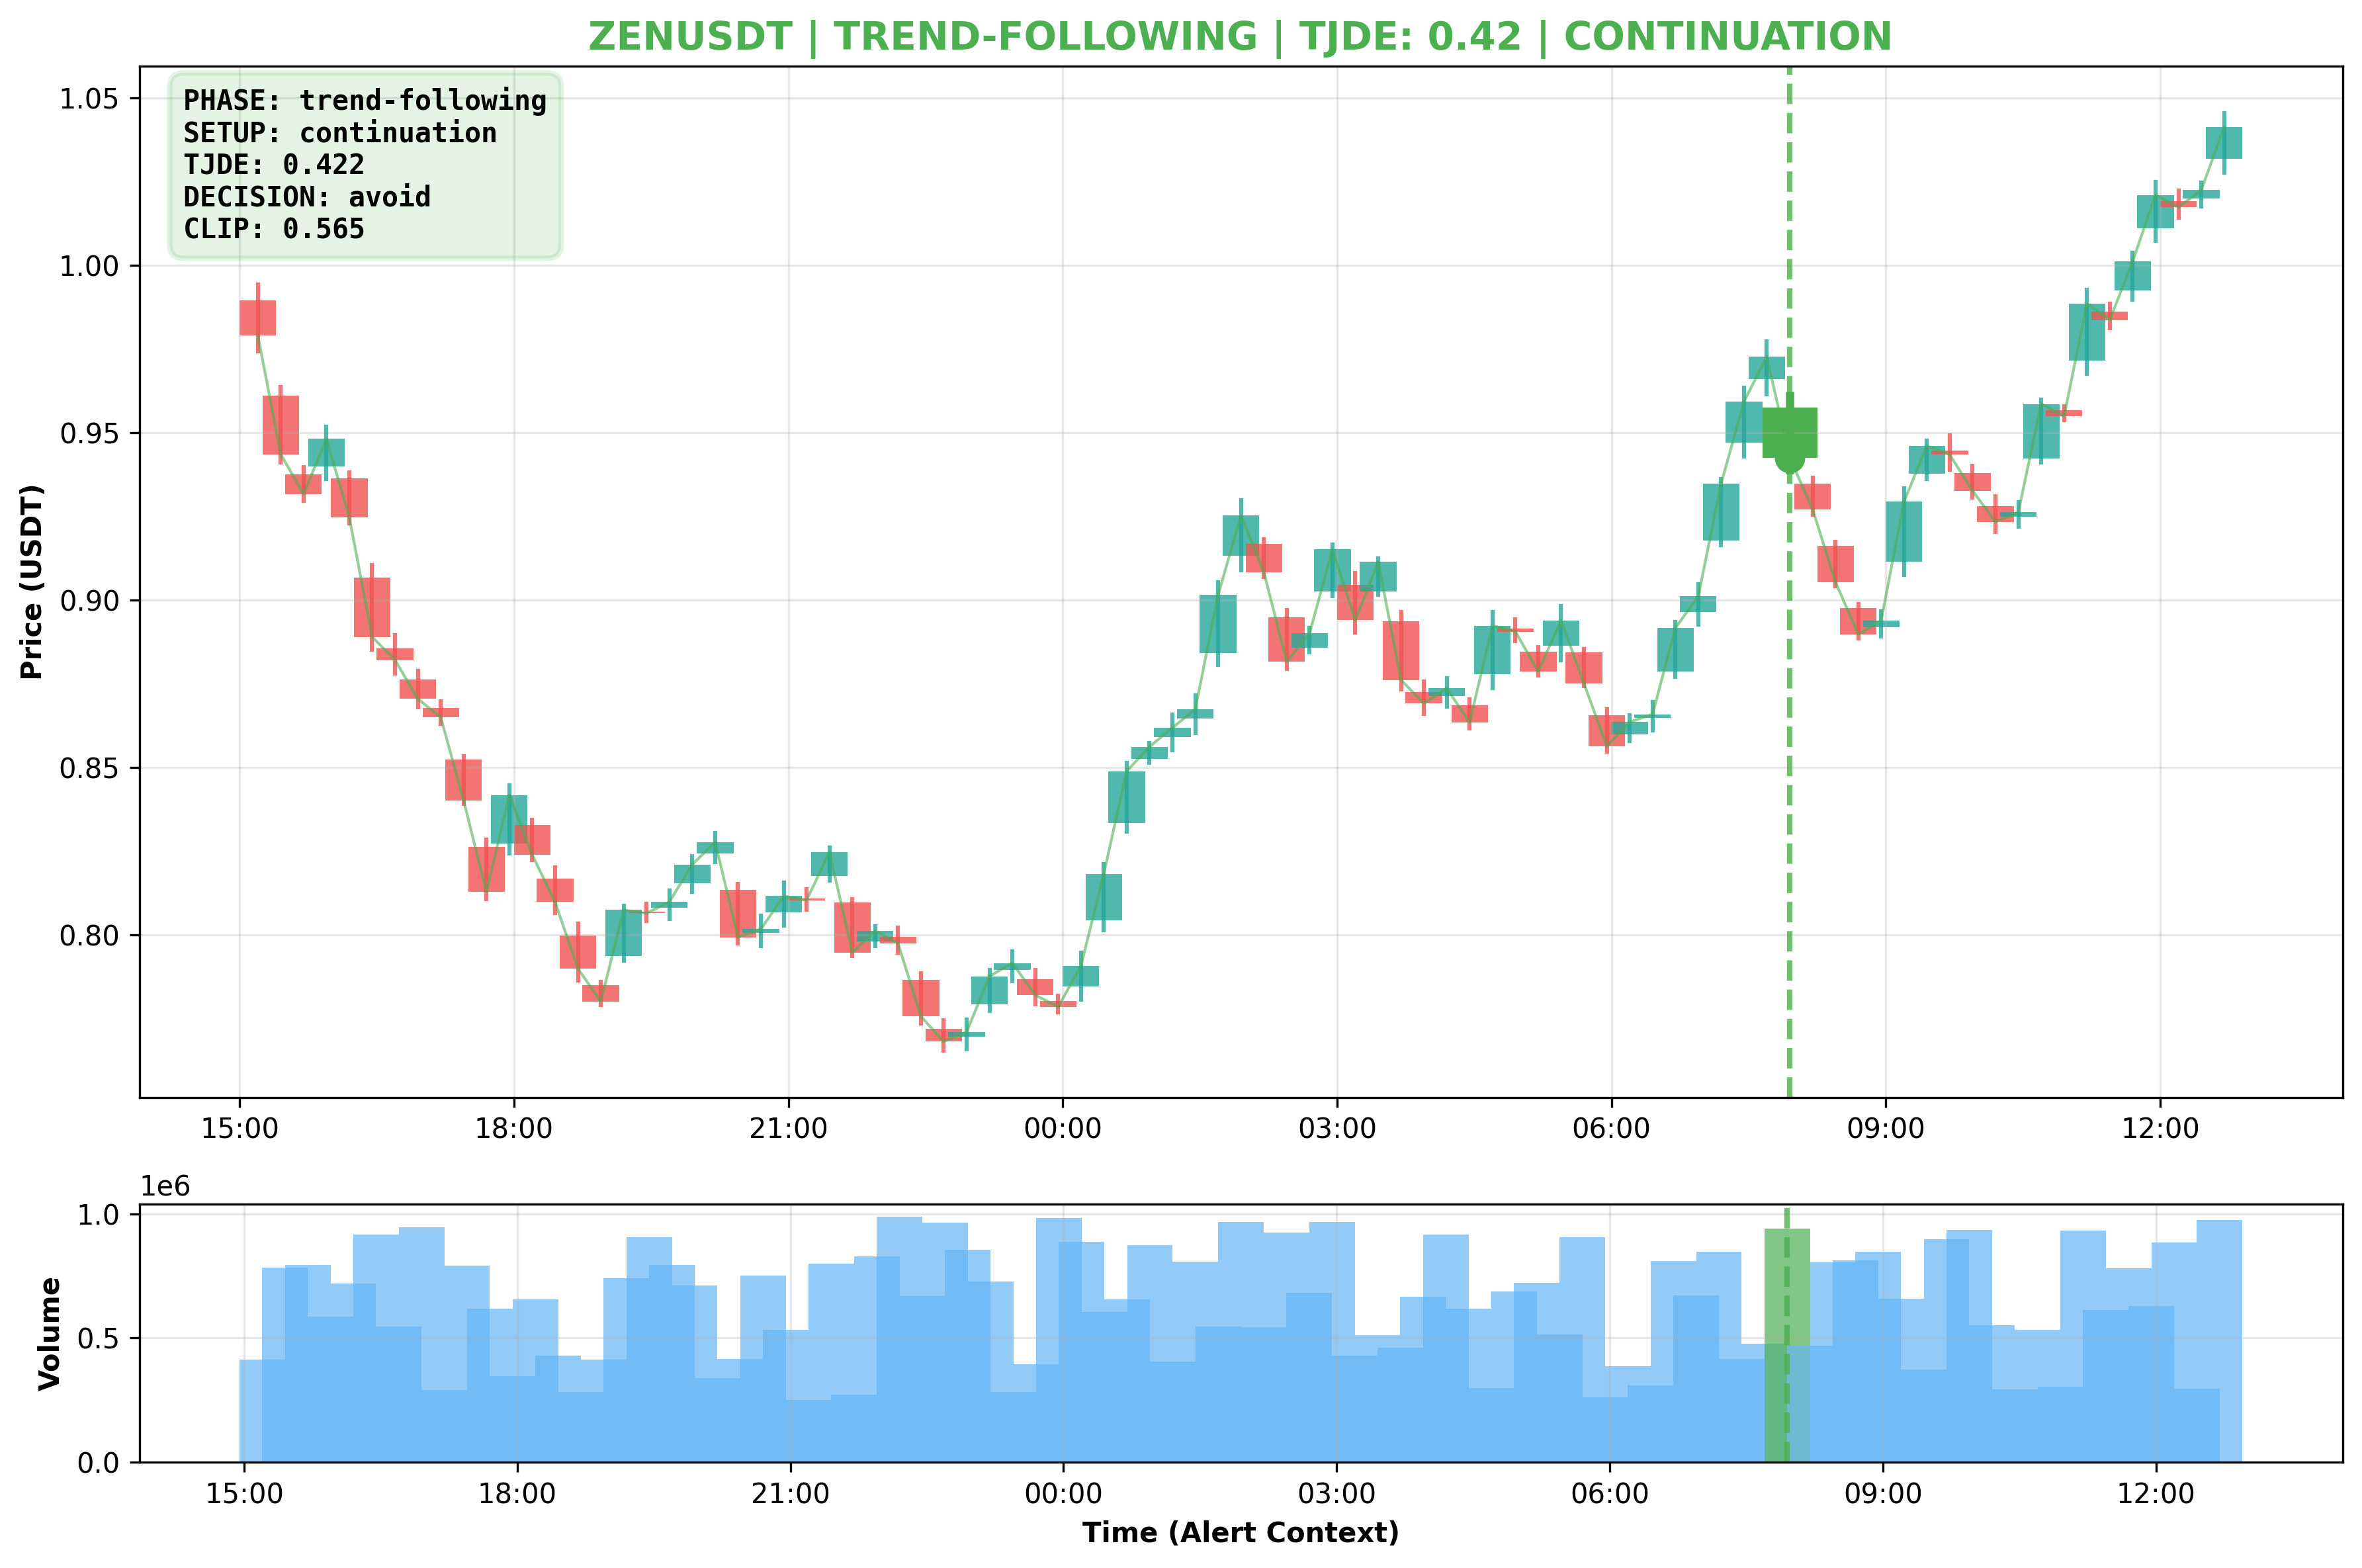 ZENUSDT | TREND-FOLLOWING | TJDE: 0.42 | CONTINUATION
PHASE: trend-following
SETUP: continuation
TJDE: 0.422
DECISION: avoid
CLIP: 0.565
Price (USDT)
1.05
1.00
0.95
0.90
0.85
0.80
15:00 18:00 21:00 00:00 03:00 06:00 09:00 12:00
1e6
Volume
1.0
0.5
0.0
15:00 18:00 21:00 00:00 03:00 06:00 09:00 12:00
Time (Alert Context)